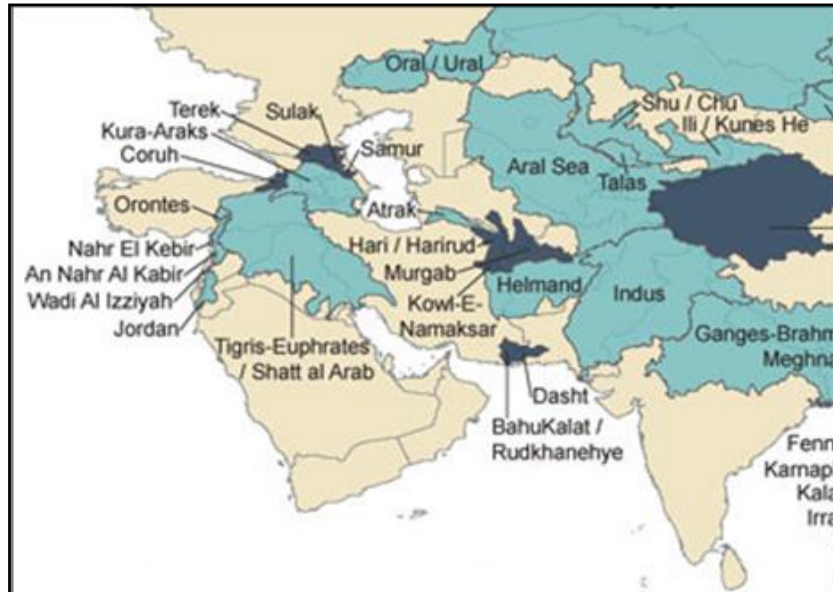 Oral / Ural
Terek
Sulak
Shu / Chu
Kura-Araks
Samur
Ili / Kunes He
Coruh
Aral Sea
Talas
Orontes
Atrak
Nahr El Kebir
Hari / Harirud
An Nahr Al Kabir
Murgab
Wadi Al Izziyah
Kowl-E-
Namaksar
Helmand
Indus
Jordan
Tigris-Euphrates
/ Shatt al Arab
Ganges-Brahm
Meghna
Dasht
BahuKalat /
Rudkhanehye
Fenn
Karnap
Kala
Irra